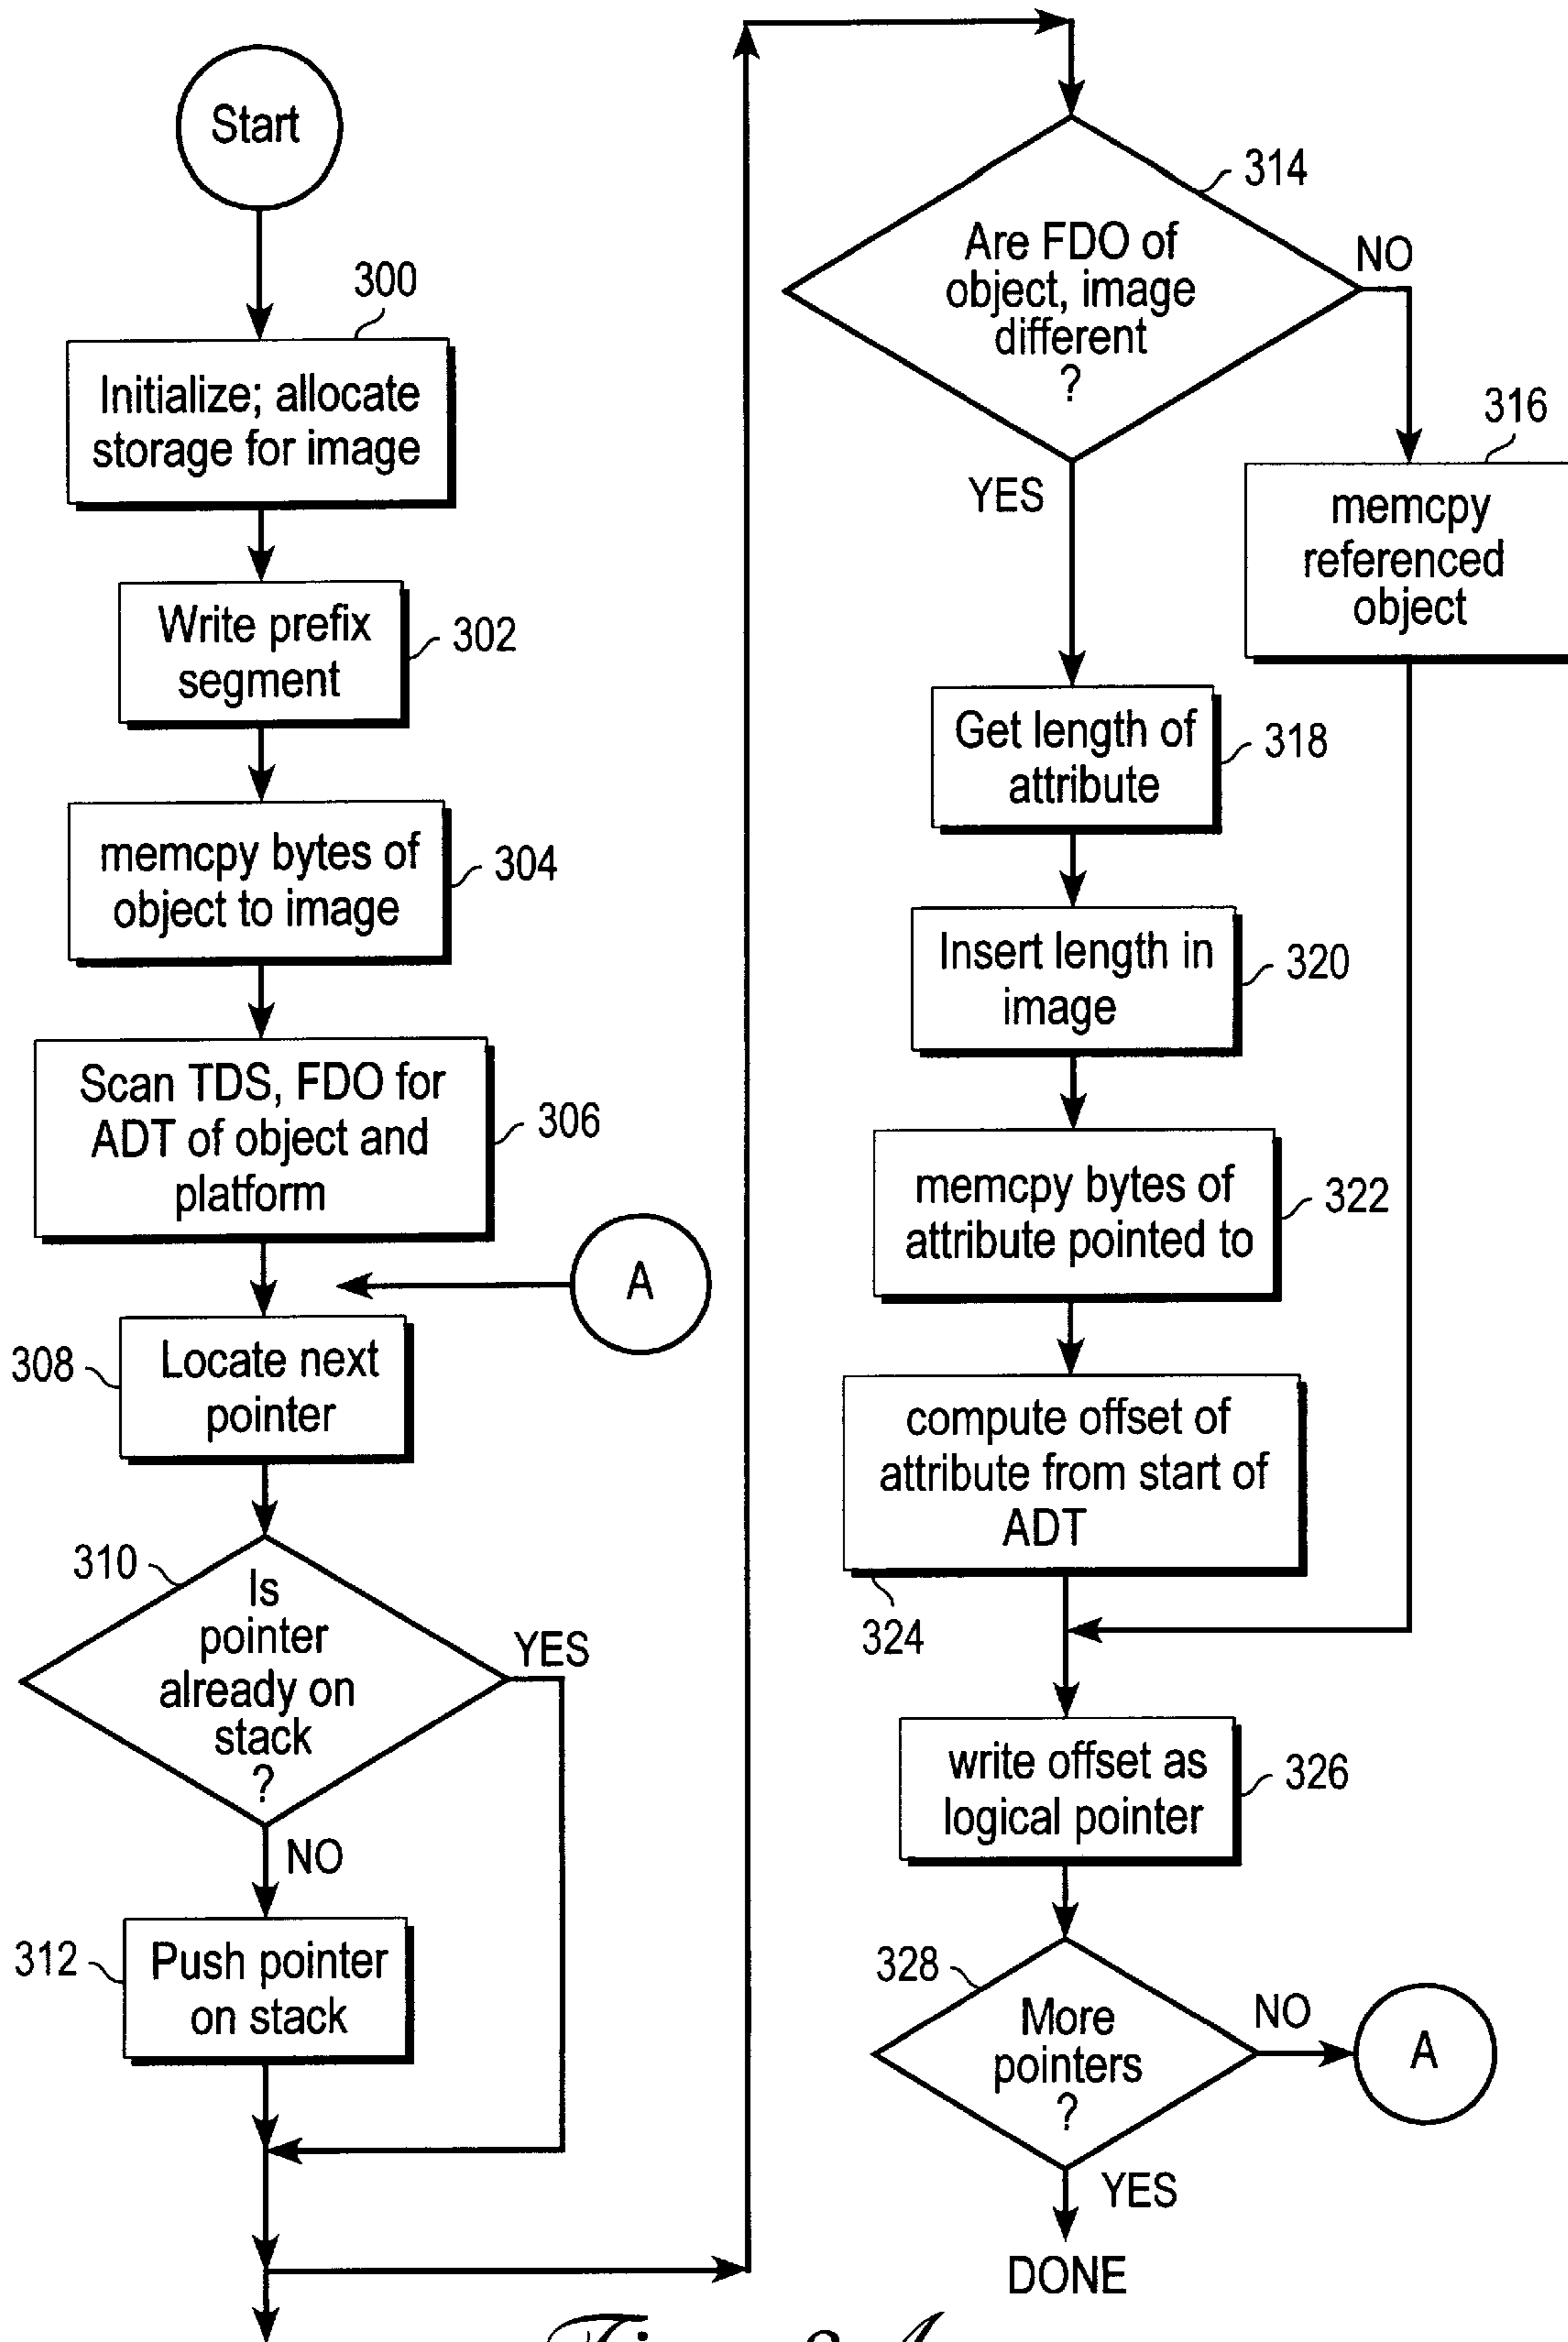 Start
300
Initialize; allocate
storage for image
Write prefix
segment
302
memcpy bytes of
object to image
304
Scan TDS, FDO for
ADT of object and
platform
306
A
308
Locate next
pointer
310
Is
pointer
already on
stack
?
YES
NO
312
Push pointer
on stack
314
Are FDO of
object, image
different
?
NO
YES
316
memcpy
referenced
object
Get length of
attribute
318
Insert length in
image
320
memcpy bytes of
attribute pointed to
322
compute offset of
attribute from start of
ADT
324
write offset as
logical pointer
326
328
More
pointers
?
NO
A
YES
DONE